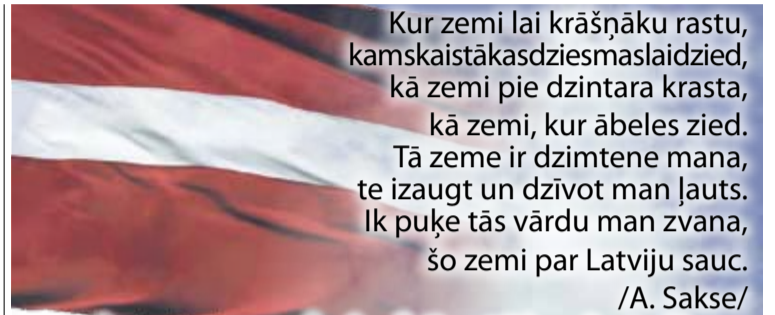 Kur zemi lai krāšņāku rastu,
kamskaistākasdziesmaslaidzied,
kā zemi pie dzintara krasta,
kā zemi, kur ābeles zied.
Tā zeme ir dzimtene mana,
te izaugt un dzīvot man ļauts.
Ik puķe tās vārdu man zvana,
šo zemi par Latviju sauc.
/A. Sakse/